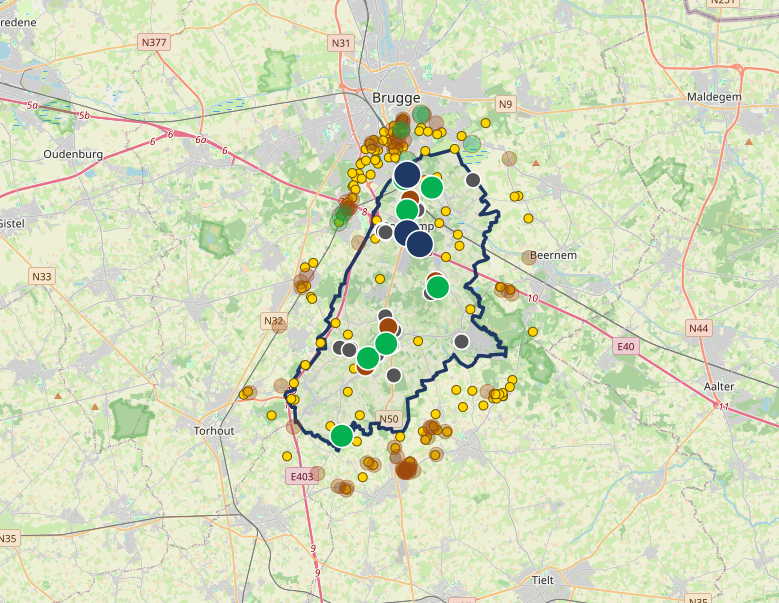 N251
redene
N377
N31
Brugge
N9
Maldegem
5a
5b
6
6a
6
Oudenburg
8
Gistel
mp
Beernem
N33
10
N32
N44
E40
Aalter
11
N50
Torhout
E403
N35
9
9
Tielt
N35